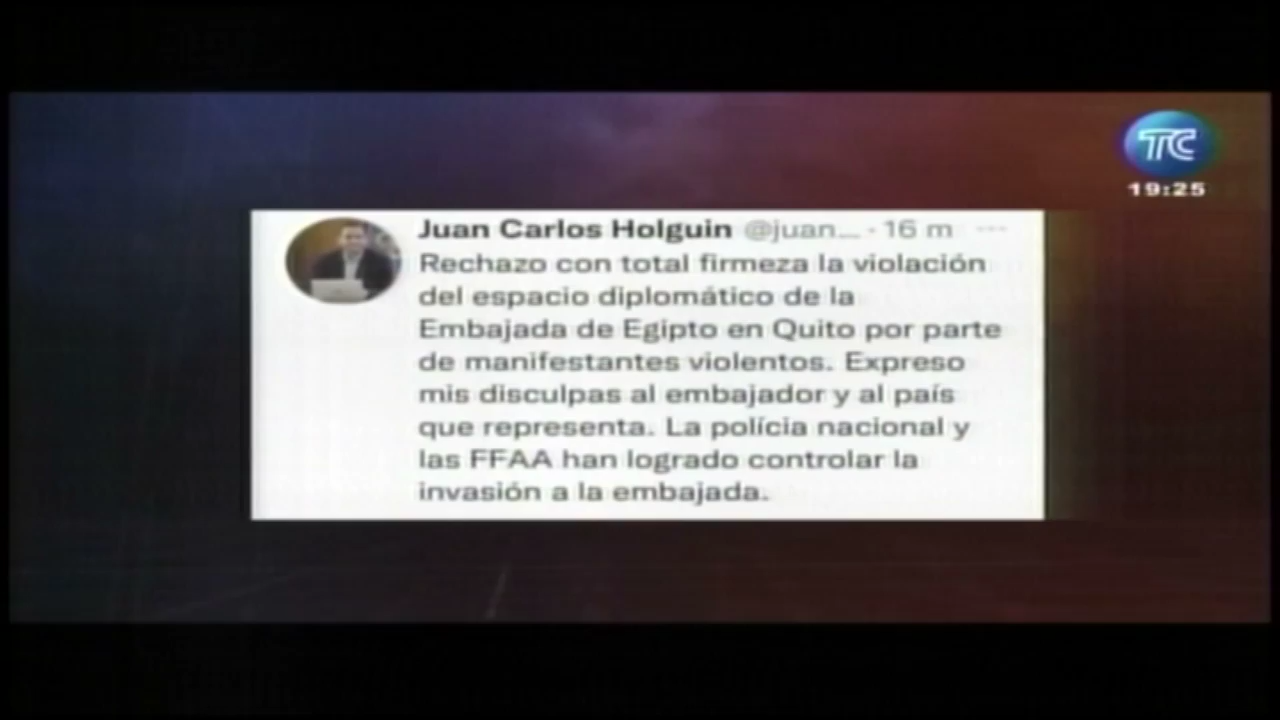 TC
19:25
Juan Carlos Holguin @juan__ · 16 m ...
Rechazo con total firmeza la violación
del espacio diplomático de la
Embajada de Egipto en Quito por parte
de manifestantes violentos. Expreso
mis disculpas al embajador y al país
que representa. La polícia nacional y
las FFAA han logrado controlar la
invasión a la embajada.